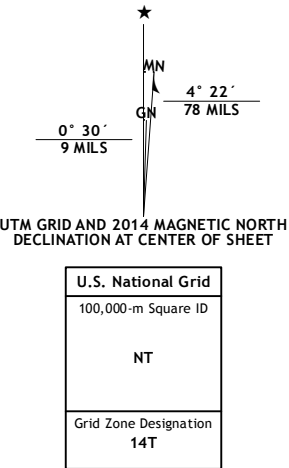 ★
MN
4° 22´
78 MILS
GN
0° 30´
9 MILS
UTM GRID AND 2014 MAGNETIC NORTH
DECLINATION AT CENTER OF SHEET
U.S. National Grid
100,000-m Square ID
NT
Grid Zone Designation
14T